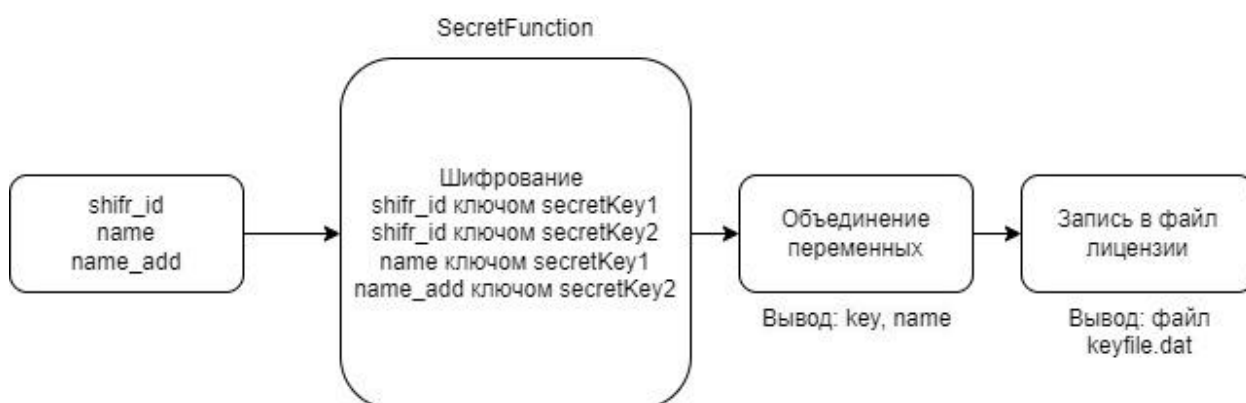 SecretFunction
shifr_id
name
name_add
Шифрование
shifr_id ключом secretKey1
shifr_id ключом secretKey2
name ключом secretKey1
name_add ключом secretKey2
Объединение
переменных
Вывод: key, name
Запись в файл
лицензии
Вывод: файл
keyfile.dat